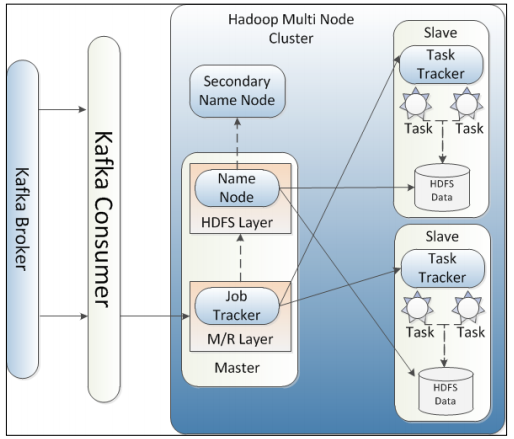 Hadoop Multi Node
Cluster
Kafka Broker
Kafka Consumer
Secondary
Name Node
Name
Node
HDFS Layer
Job
Tracker
M/R Layer
Master
Slave
Task
Tracker
Task
Task
HDFS
Data
Slave
Task
Tracker
Task
Task
HDFS
Data